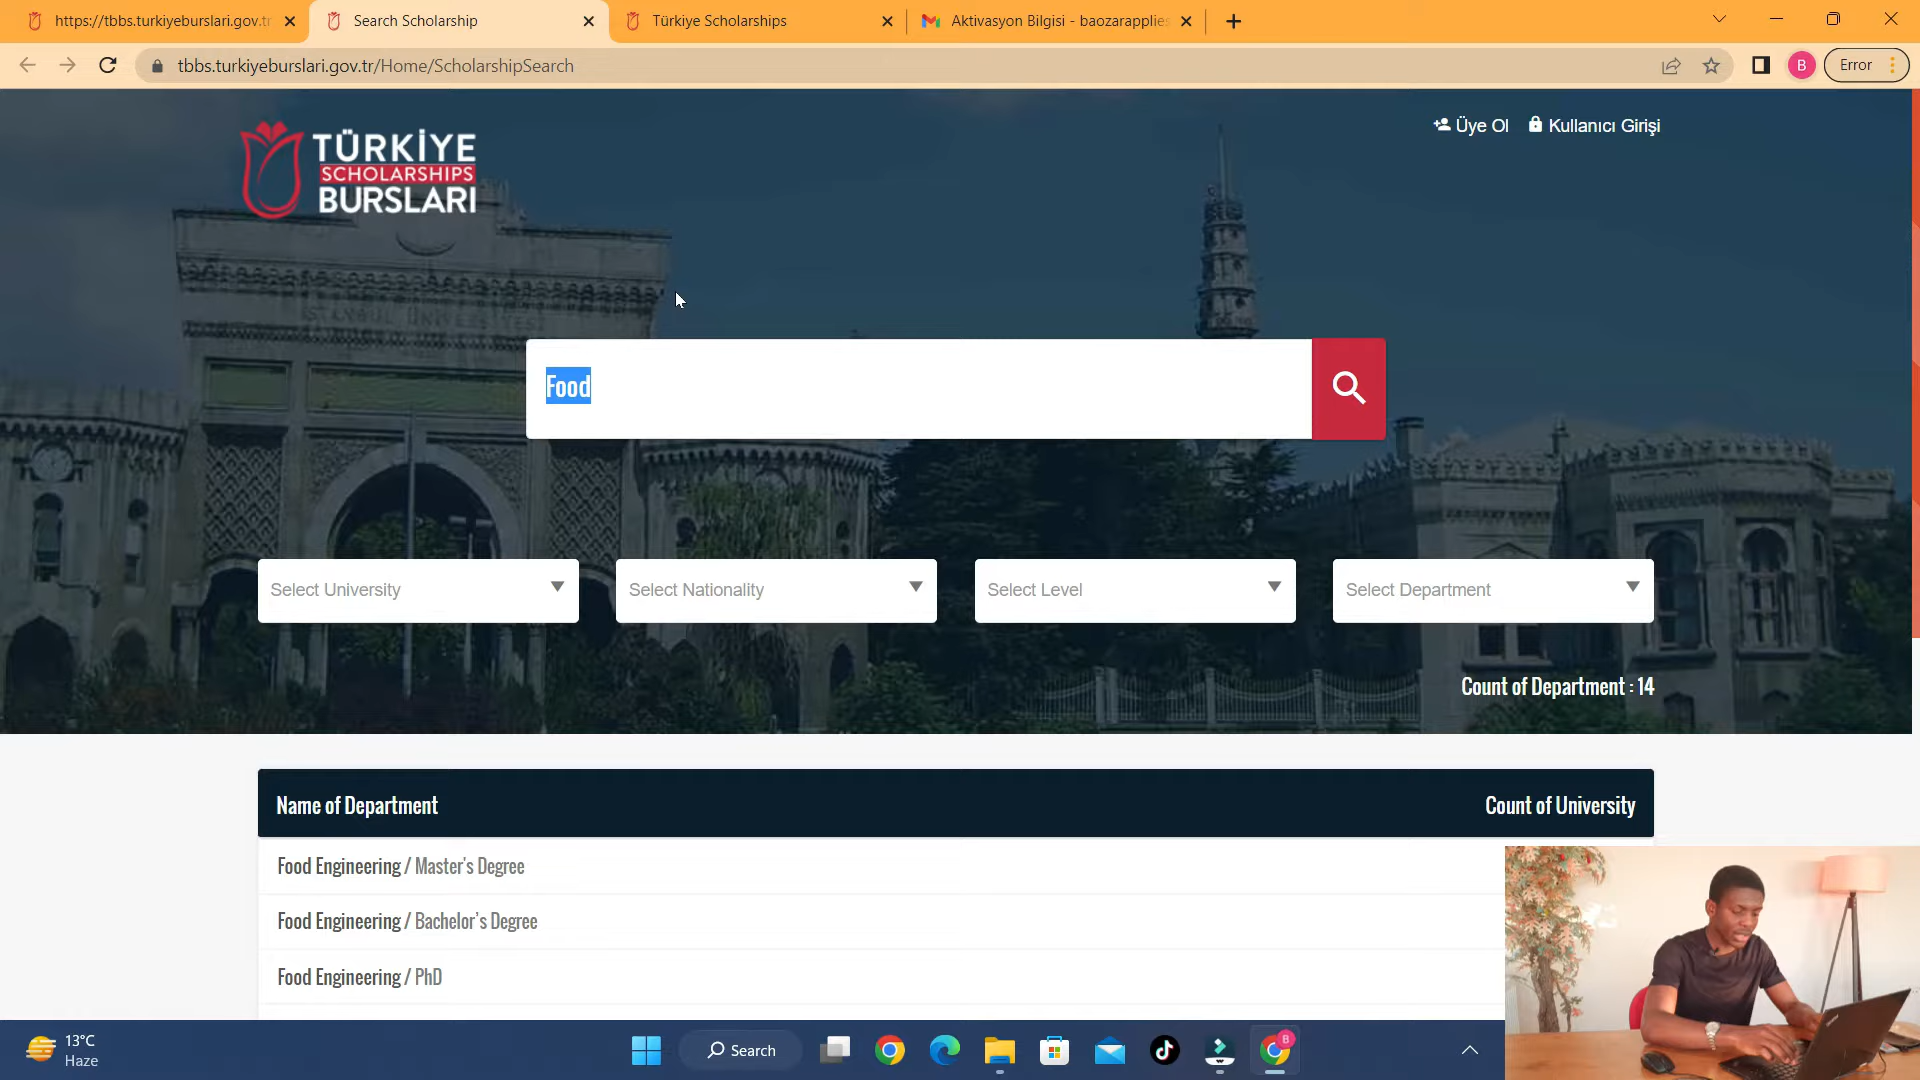 https://tbbs.turkiyeburslari.gov.tr
Search Scholarship
Türkiye Scholarships
Aktivasyon Bilgisi - baozarapplies
tbbs.turkiyeburslari.gov.tr/Home/ScholarshipSearch
B
Error
TÜRKİYE
SCHOLARSHIPS
BURSLARI
Üye Ol
Kullanıcı Girişi
Food
Select University
Select Nationality
Select Level
Select Department
Count of Department : 14
Name of Department
Count of University
Food Engineering / Master's Degree
Food Engineering / Bachelor's Degree
Food Engineering / PhD
13°C
Haze
Search
B